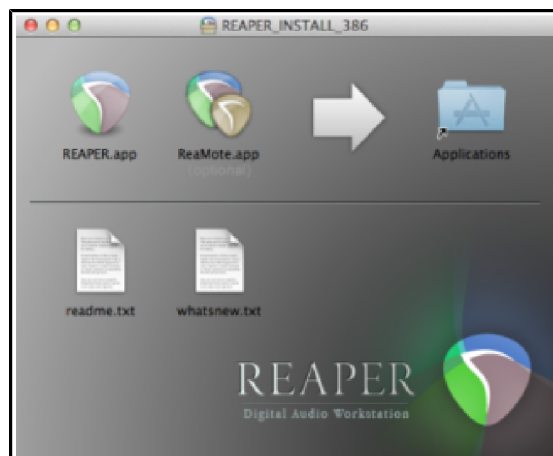 REAPER_INSTALL_386
REAPER.app
ReaMote.app
(optional)
Applications
readme.txt
whatsnew.txt
REAPER
Digital Audio Workstation